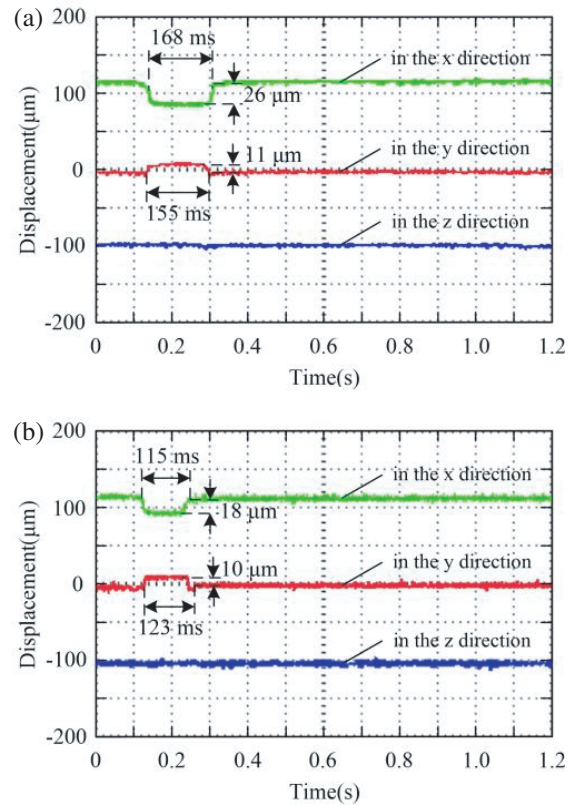 (a)
200
168 ms
in the x direction
100
26 μm
11 μm
in the y direction
0
155 ms
in the z direction
-100
-200
Displacement(μm)
0 0.2 0.4 0.6 0.8 1.0 1.2
Time(s)
(b)
200
115 ms
in the x direction
100
18 μm
10 μm
in the y direction
0
123 ms
in the z direction
-100
-200
Displacement(μm)
0 0.2 0.4 0.6 0.8 1.0 1.2
Time(s)